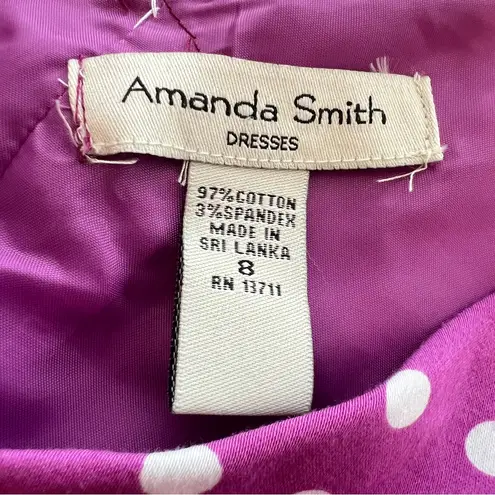 Amanda Smith
DRESSES
97%COTTON
3%SPANDEX
MADE IN
SRI LANKA
8
RN 13711